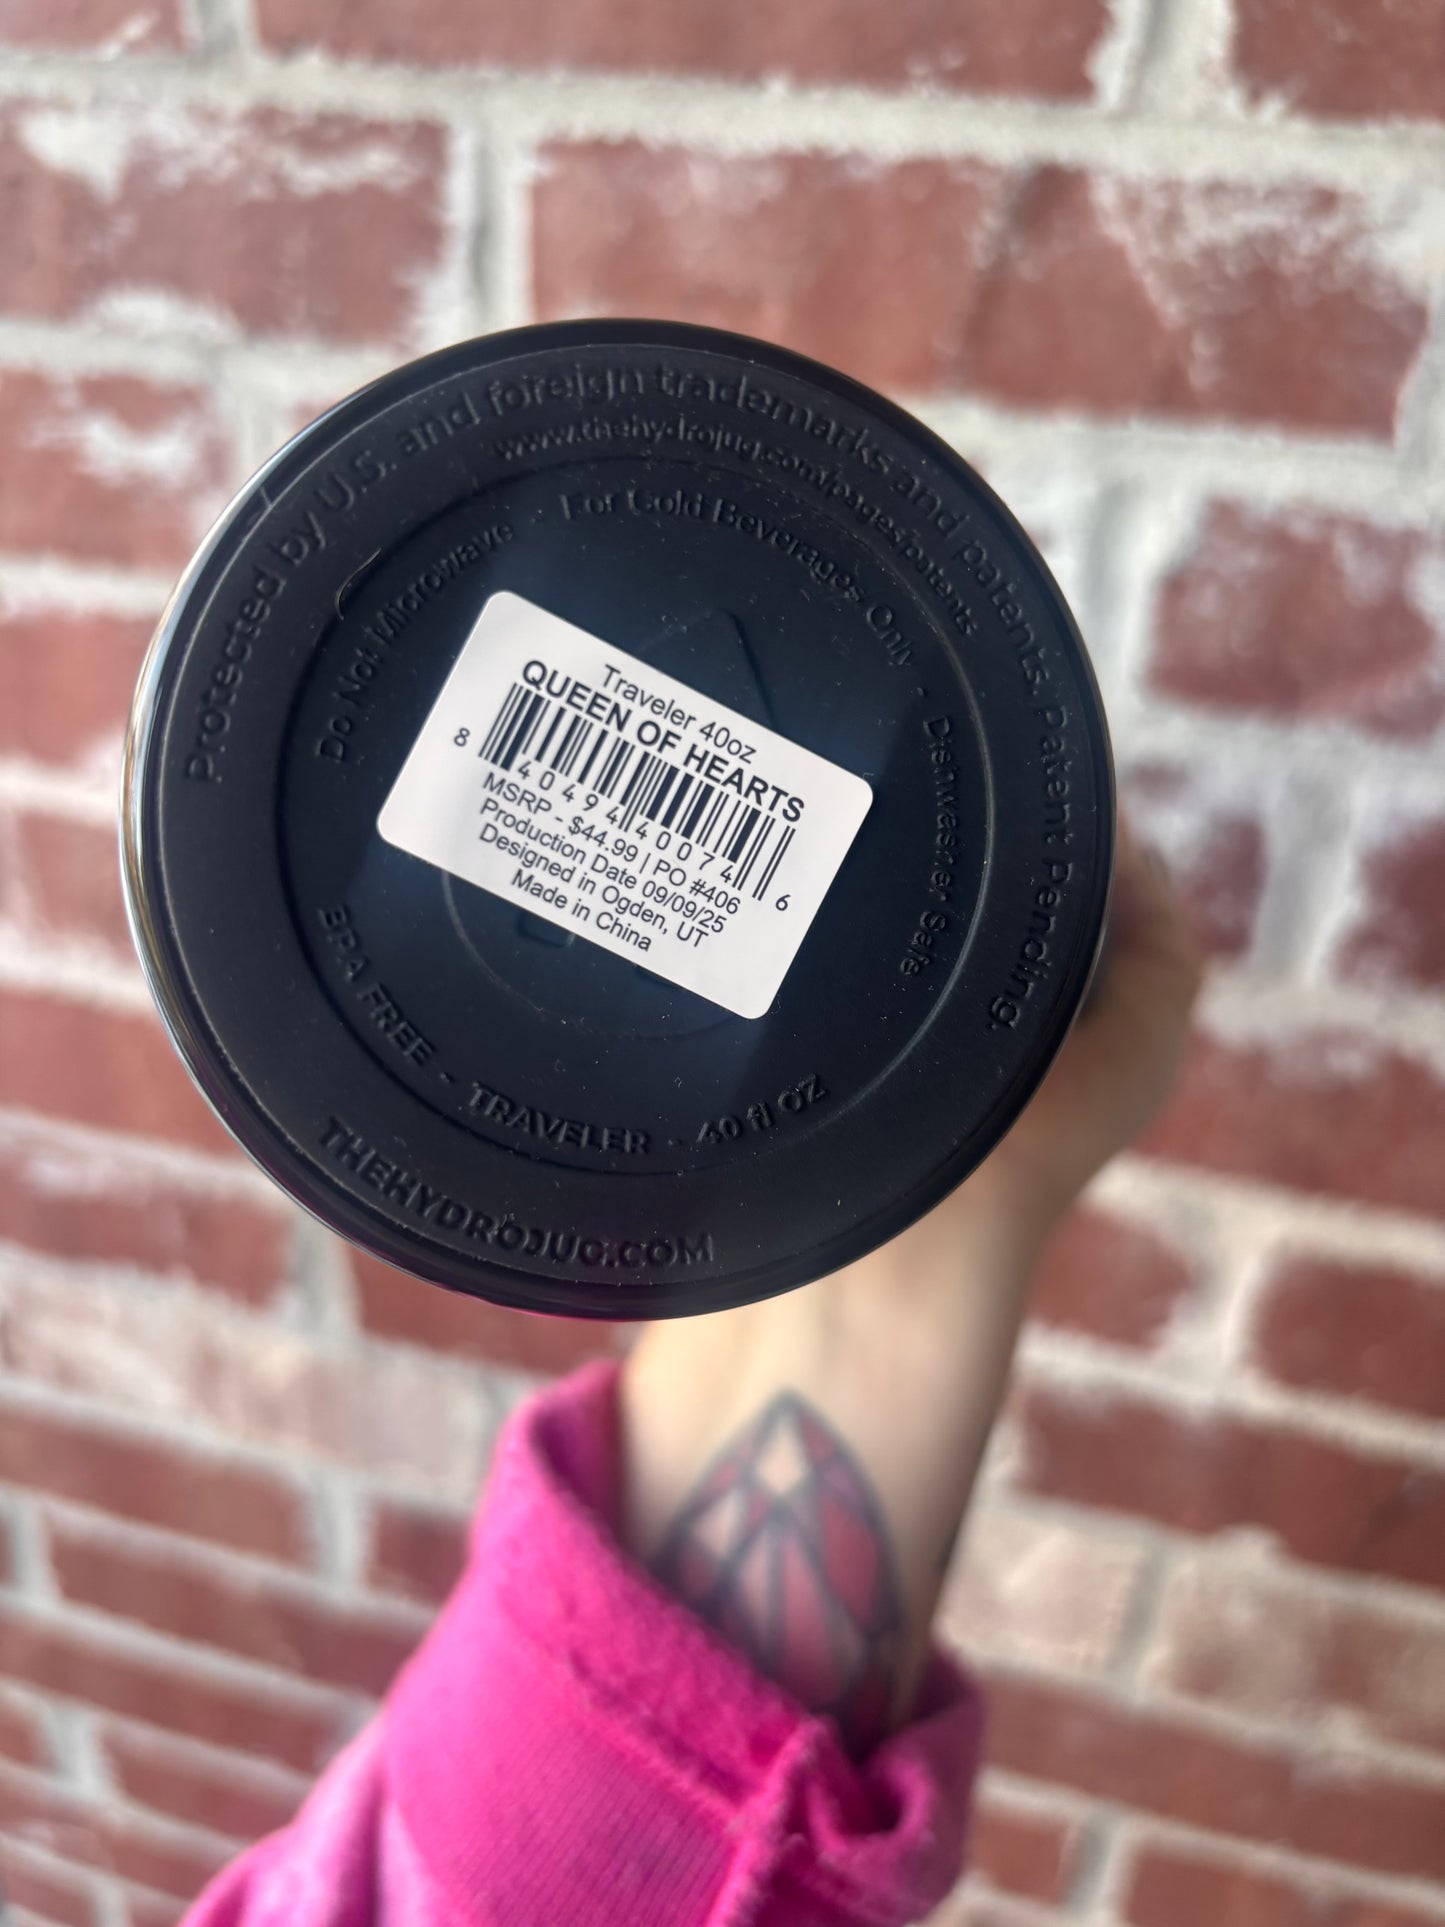 Protected by U.S. and foreign trademarks and patents. Patent Pending.
www.thehydrojug.com/pages/patents
Do Not Microwave - For Cold Beverages Only - Dishwasher Safe
Traveler 40oz
QUEEN OF HEARTS
8 40494 40074 6
MSRP - $44.99 | PO #406
Production Date 09/09/25
Designed in Ogden, UT
Made in China
BPA FREE - TRAVELER - 40 fl OZ
THEHYDROJUG.COM